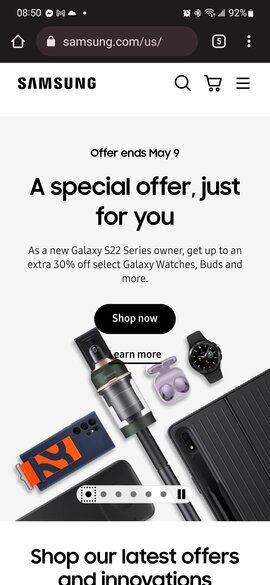 08:50
92%
samsung.com/us/
5
SAMSUNG
Offer ends May 9
A special offer, just
for you
As a new Galaxy S22 Series owner, get up to an
extra 30% off select Galaxy Watches, Buds and
more.
Shop now
earn more
Shop our latest offers
and innovations